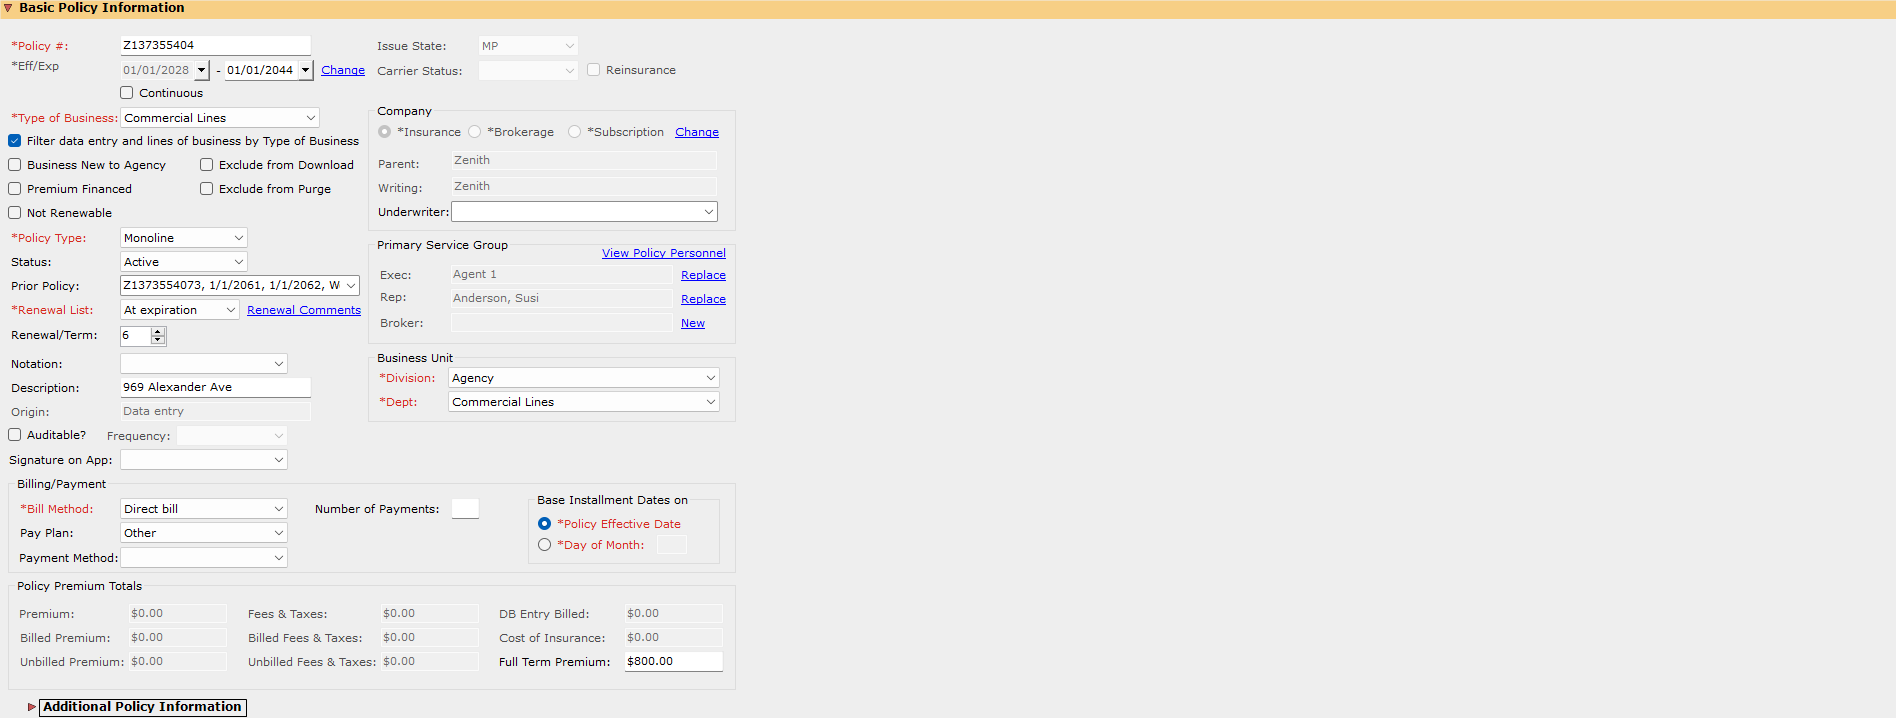 Basic Policy Information
*Policy #: Z137355404 Issue State: MP
*Eff/Exp 01/01/2028 - 01/01/2044 Change Carrier Status: Reinsurance
Continuous
*Type of Business: Commercial Lines
Filter data entry and lines of business by Type of Business
Business New to Agency Exclude from Download
Premium Financed Exclude from Purge
Not Renewable
*Policy Type: Monoline
Status: Active
Prior Policy: Z1373554073, 1/1/2061, 1/1/2062, W
*Renewal List: At expiration Renewal Comments
Renewal/Term: 6
Notation:
Description: 969 Alexander Ave
Origin: Data entry
Auditable? Frequency:
Signature on App:
Company
*Insurance *Brokerage *Subscription Change
Parent: Zenith
Writing: Zenith
Underwriter:
Primary Service Group
View Policy Personnel
Exec: Agent 1 Replace
Rep: Anderson, Susi Replace
Broker: New
Business Unit
*Division: Agency
*Dept: Commercial Lines
Billing/Payment
*Bill Method: Direct bill Number of Payments:
Pay Plan: Other
Payment Method:
Base Installment Dates on
*Policy Effective Date
*Day of Month:
Policy Premium Totals
Premium: $0.00 Fees & Taxes: $0.00 DB Entry Billed: $0.00
Billed Premium: $0.00 Billed Fees & Taxes: $0.00 Cost of Insurance: $0.00
Unbilled Premium: $0.00 Unbilled Fees & Taxes: $0.00 Full Term Premium: $800.00
Additional Policy Information